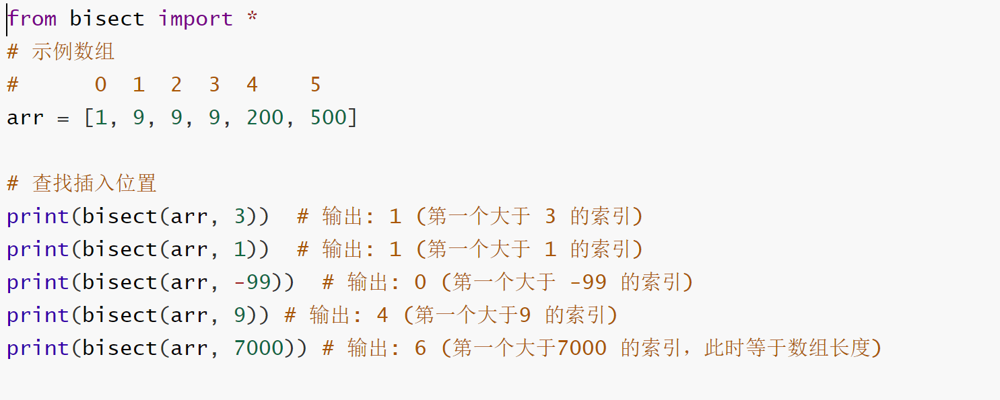 from bisect import *
# 示例数组
#      0  1  2  3  4    5
arr = [1, 9, 9, 9, 200, 500]
# 查找插入位置
print(bisect(arr, 3))  # 输出: 1 (第一个大于 3 的索引)
print(bisect(arr, 1))  # 输出: 1 (第一个大于 1 的索引)
print(bisect(arr, -99))  # 输出: 0 (第一个大于 -99 的索引)
print(bisect(arr, 9)) # 输出: 4 (第一个大于9 的索引)
print(bisect(arr, 7000)) # 输出: 6 (第一个大于7000 的索引，此时等于数组长度)